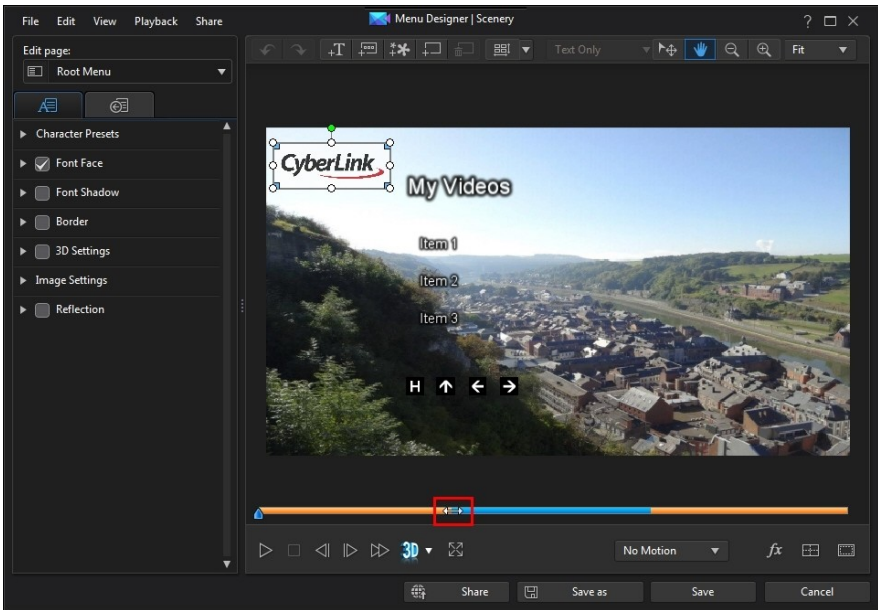 File Edit View Playback Share
Menu Designer | Scenery
?
Edit page:
Root Menu
T
Text Only
Fit
A
Character Presets
Font Face
Font Shadow
Border
3D Settings
Image Settings
Reflection
CyberLink
My Videos
Item 1
Item 2
Item 3
H
3D
No Motion
fx
Share
Save as
Save
Cancel